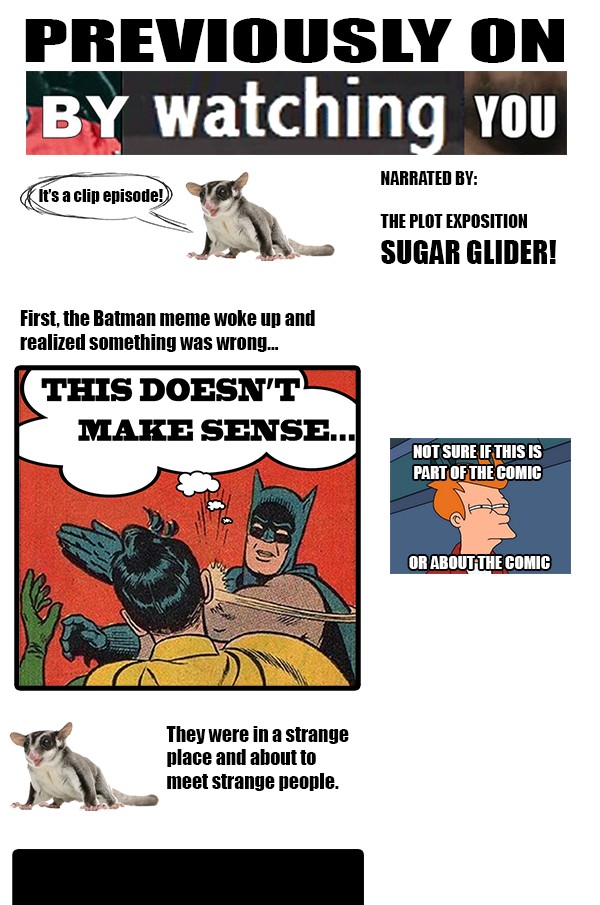 PREVIOUSLY ON
BY watching YOU
It's a clip episode!
NARRATED BY:
THE PLOT EXPOSITION
SUGAR GLIDER!
First, the Batman meme woke up and
realized something was wrong...
THIS DOESN'T
MAKE SENSE...
NOT SURE IF THIS IS
PART OF THE COMIC
OR ABOUT THE COMIC
They were in a strange
place and about to
meet strange people.